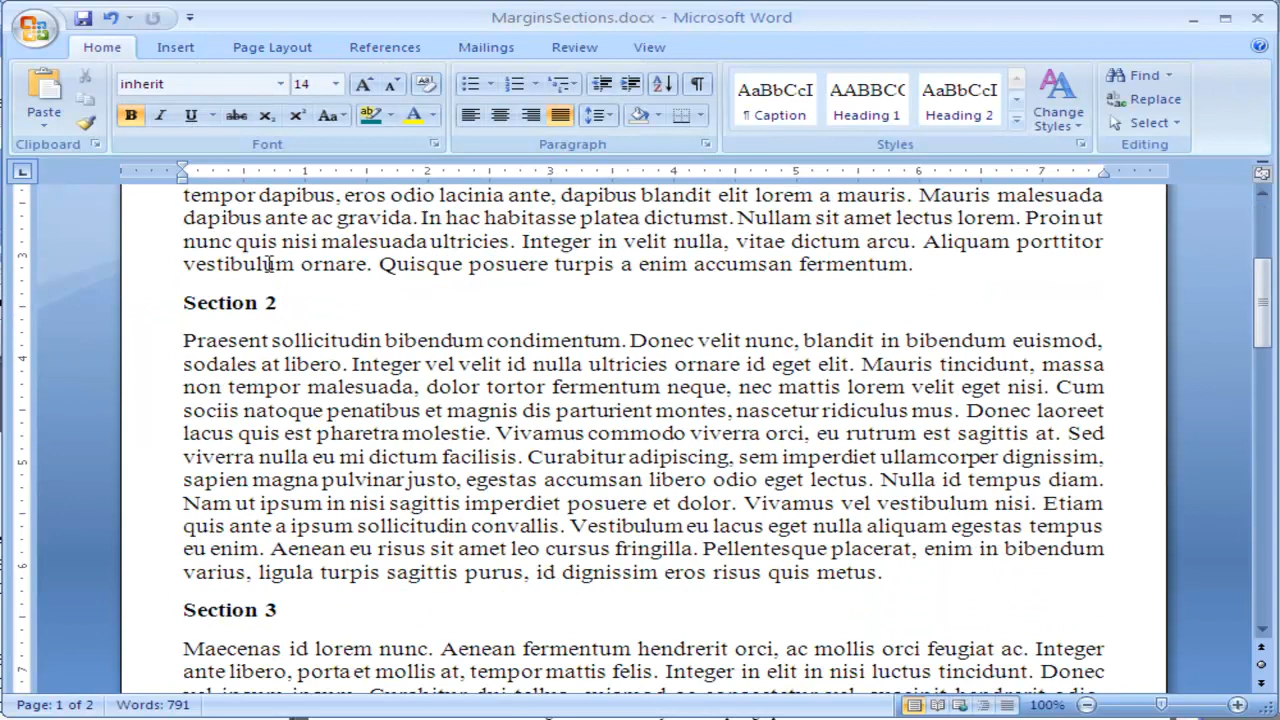 MarginsSections.docx - Microsoft Word
Home Insert Page Layout References Mailings Review View
inherit 14
AaBbCcI AABBCC AaBbCcI
Paste
¶ Caption Heading 1 Heading 2
Change Styles
Find
Replace
Select
Clipboard Font Paragraph Styles Editing
1 2 3 4 5 6 7
tempor dapibus, eros odio lacinia ante, dapibus blandit elit lorem a mauris. Mauris malesuada
dapibus ante ac gravida. In hac habitasse platea dictumst. Nullam sit amet lectus lorem. Proin ut
nunc quis nisi malesuada ultricies. Integer in velit nulla, vitae dictum arcu. Aliquam porttitor
vestibulum ornare. Quisque posuere turpis a enim accumsan fermentum.
Section 2
Praesent sollicitudin bibendum condimentum. Donec velit nunc, blandit in bibendum euismod,
sodales at libero. Integer vel velit id nulla ultricies ornare id eget elit. Mauris tincidunt, massa
non tempor malesuada, dolor tortor fermentum neque, nec mattis lorem velit eget nisi. Cum
sociis natoque penatibus et magnis dis parturient montes, nascetur ridiculus mus. Donec laoreet
lacus quis est pharetra molestie. Vivamus commodo viverra orci, eu rutrum est sagittis at. Sed
viverra nulla eu mi dictum facilisis. Curabitur adipiscing, sem imperdiet ullamcorper dignissim,
sapien magna pulvinar justo, egestas accumsan libero odio eget lectus. Nulla id tempus diam.
Nam ut ipsum in nisi sagittis imperdiet posuere et dolor. Vivamus vel vestibulum nisi. Etiam
quis ante a ipsum sollicitudin convallis. Vestibulum eu lacus eget nulla aliquam egestas tempus
eu enim. Aenean eu risus sit amet leo cursus fringilla. Pellentesque placerat, enim in bibendum
varius, ligula turpis sagittis purus, id dignissim eros risus quis metus.
Section 3
Maecenas id lorem nunc. Aenean fermentum hendrerit orci, ac mollis orci feugiat ac. Integer
ante libero, porta et mollis at, tempor mattis felis. Integer in elit in nisi luctus tincidunt. Donec
3
4
5
6
7
Page: 1 of 2 Words: 791 100%